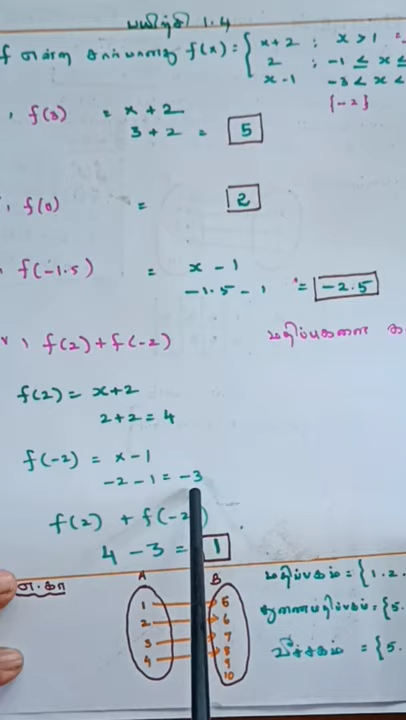 பயிற்சி 1.4
f என்ற சார்பானது f(x) = { x+2 ; x > 1
2 ; -1 ≤ x ≤
x-1 -3 < x <
{-2}
f(3) = x+2
3+2 = 5
f(0) = 2
f(-1.5) = x - 1
-1.5 - 1 = -2.5
f(2) + f(-2) மதிப்புகளை க
f(2) = x+2
2+2 = 4
f(-2) = x-1
-2 - 1 = -3
f(2) + f(-2)
4 - 3 = 1
எ.கா
A B
1 5
2 6
3 7
4 8
9
10
மதிப்பகம் = {1.2.
துணைமதிப்பகம் = {5.
வீச்சகம் = {5.